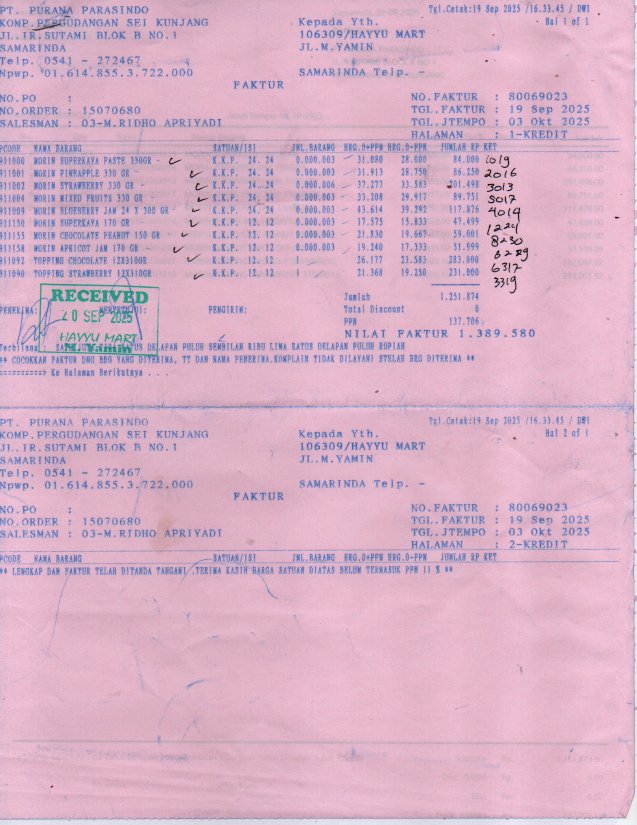 PT. PURANA PARASINDO
Tgl.Cetak:19 Sep 2025 /16.33.45 / DWI
KOMP.PERGUDANGAN SEI KUNJANG
Kepada Yth.
Hal 1 of 1
JL.IR.SUTAMI BLOK B NO.1
106309/HAYYU MART
SAMARINDA
JL.M.YAMIN
Telp. 0541 - 272467
Npwp. 01.614.855.3.722.000
SAMARINDA Telp. -
FAKTUR
NO.PO :
NO.FAKTUR : 80069023
NO.ORDER : 15070680
TGL.FAKTUR : 19 Sep 2025
SALESMAN : 03-M.RIDHO APRIYADI
TGL.JTEMPO : 03 Okt 2025
HALAMAN : 1-KREDIT
PCODE NAMA BARANG SATUAN/ISI JML.BARANG HRG.O+PPN HRG.O-PPN JUMLAH RP KET
911000 MORIN SUPERKAYA PASTE 330GR - K.K.P. 24. 24 0.000.003 31.080 28.000 84.000 1019
911001 MORIN PINEAPPLE 330 GR - K.K.P. 24. 24 0.000.003 31.913 28.750 86.250 2016
911002 MORIN STRAWBERRY 330 GR - K.K.P. 24. 24 0.000.006 37.277 33.583 201.498 3013
911004 MORIN MIXED FRUITS 330 GR - K.K.P. 24. 24 0.000.003 33.208 29.917 89.751 3017
911069 MORIN BLUEBERRY JAM 24 X 300 GR - K.K.P. 24. 24 0.000.003 43.614 39.292 117.876 4014
911150 MORIN SUPERKAYA 170 GR - K.K.P. 12. 12 0.000.003 17.575 15.833 47.499 1224
911155 MORIN CHOCOLATE PEANUT 150 GR - K.K.P. 12. 12 0.000.003 21.830 19.667 59.001 8230
911158 MORIN APRICOT JAM 170 GR - K.K.P. 12. 12 0.000.003 19.240 17.333 51.999
911092 TOPPING CHOCOLATE 12X310GR K.K.P. 12. 12 26.177 23.583 283.000 6317
911090 TOPPING STRAWBERRY 12X310GR K.K.P. 12. 12 21.368 19.250 231.000 3319
Jumlah 1.251.874
PENERIMA: PENGIRIM: Total Discount 0
PPN 137.706
NILAI FAKTUR 1.389.580
RECEIVED
20 SEP 2025
HAYYU MART
M. Yamin
Terbilang : SATU JUTA RATUS DELAPAN PULUH SEMBILAN RIBU LIMA RATUS DELAPAN PULUH RUPIAH
** COCOKKAN FAKTUR DNG BRG YANG DITERIMA, TT DAN NAMA PENERIMA.KOMPLAIN TIDAK DILAYANI STELAH BRG DITERIMA **
==========> Ke Halaman Berikutnya . . .
PT. PURANA PARASINDO
Tgl.Cetak:19 Sep 2025 /16.33.45 / DWI
KOMP.PERGUDANGAN SEI KUNJANG
Kepada Yth.
Hal 2 of 1
JL.IR.SUTAMI BLOK B NO.1
106309/HAYYU MART
SAMARINDA
JL.M.YAMIN
Telp. 0541 - 272467
Npwp. 01.614.855.3.722.000
SAMARINDA Telp. -
FAKTUR
NO.PO :
NO.FAKTUR : 80069023
NO.ORDER : 15070680
TGL.FAKTUR : 19 Sep 2025
SALESMAN : 03-M.RIDHO APRIYADI
TGL.JTEMPO : 03 Okt 2025
HALAMAN : 2-KREDIT
PCODE NAMA BARANG SATUAN/ISI JML.BARANG HRG.O+PPN HRG.O-PPN JUMLAH RP KET
** LENGKAP DAN FAKTUR TELAH DITANDA TANGANI .TERIMA KASIH HARGA SATUAN DIATAS BELUM TERMASUK PPN 11 % **